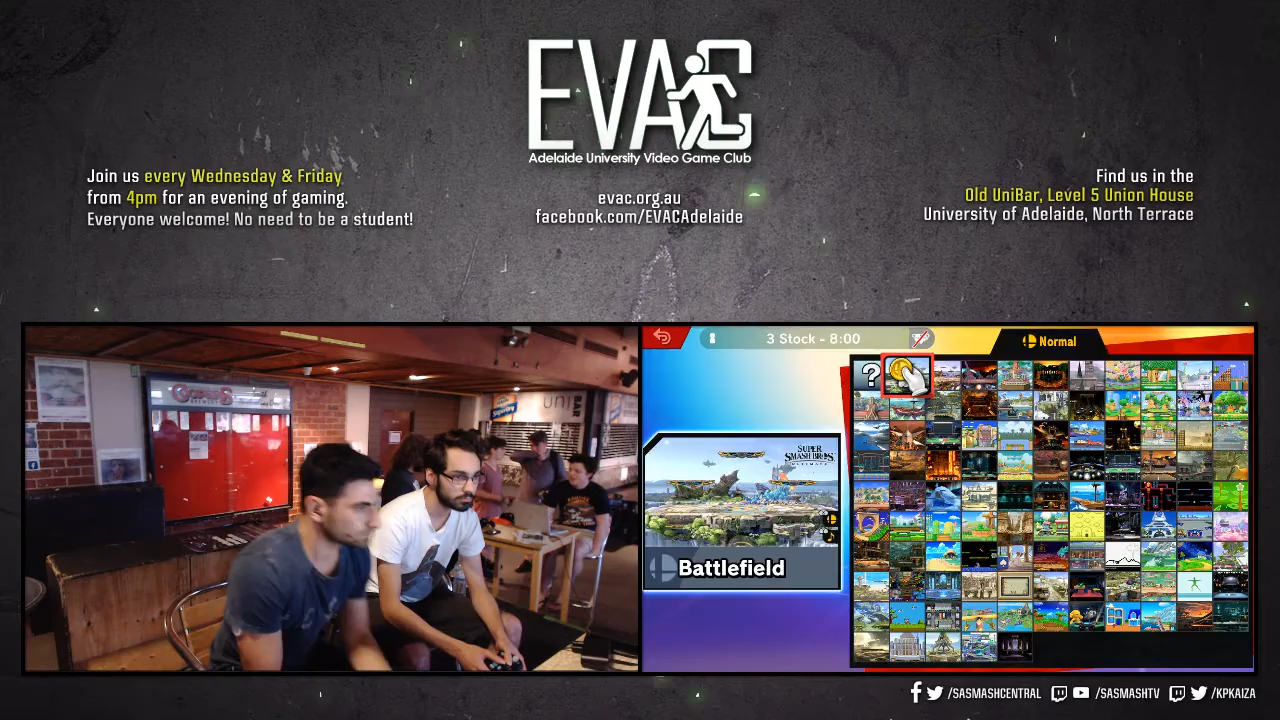 EVAC
Adelaide University Video Game Club
Join us every Wednesday & Friday
from 4pm for an evening of gaming.
Everyone welcome! No need to be a student!
evac.org.au
facebook.com/EVACAdelaide
Find us in the
Old UniBar, Level 5 Union House
University of Adelaide, North Terrace
3 Stock - 8:00
Normal
?
SUPER
SMASH BROS.
ULTIMATE
Battlefield
UNI
BAR
/SASMASHCENTRAL
/SASMASHTV
/KPKAIZA